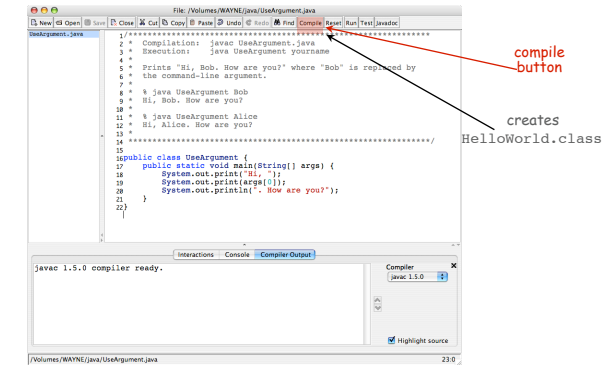 File: /Volumes/WAYNE/java/UseArgument.java
New Open Save Close Cut Copy Paste Undo Redo Find Compile Reset Run Test Javadoc
UseArgument.java
1 /******************************************************
2 *  Compilation:  javac UseArgument.java
3 *  Execution:    java UseArgument yourname
4 *
5 *  Prints "Hi, Bob. How are you?" where "Bob" is replaced by
6 *  the command-line argument.
7 *
8 *  % java UseArgument Bob
9 *  Hi, Bob. How are you?
10 *
11 *  % java UseArgument Alice
12 *  Hi, Alice. How are you?
13 *
14 ******************************************************/
15
16 public class UseArgument {
17     public static void main(String[] args) {
18         System.out.print("Hi, ");
19         System.out.print(args[0]);
20         System.out.println(". How are you?");
21     }
22 }
compile
button
creates
HelloWorld.class
Interactions Console Compiler Output
javac 1.5.0 compiler ready.
Compiler
javac 1.5.0
Highlight source
/Volumes/WAYNE/java/UseArgument.java 23:0